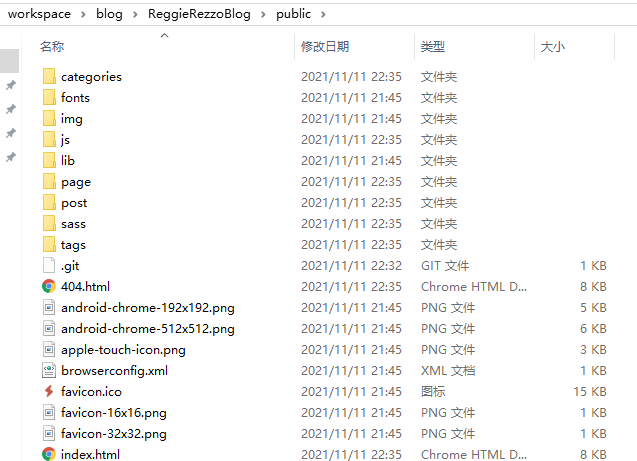 workspace > blog > ReggieRezzoBlog > public >
名称 修改日期 类型 大小
categories 2021/11/11 22:35 文件夹
fonts 2021/11/11 21:45 文件夹
img 2021/11/11 21:45 文件夹
js 2021/11/11 22:35 文件夹
lib 2021/11/11 21:45 文件夹
page 2021/11/11 22:35 文件夹
post 2021/11/11 22:35 文件夹
sass 2021/11/11 22:35 文件夹
tags 2021/11/11 22:35 文件夹
.git 2021/11/11 22:32 GIT 文件 1 KB
404.html 2021/11/11 22:35 Chrome HTML D... 8 KB
android-chrome-192x192.png 2021/11/11 21:45 PNG 文件 5 KB
android-chrome-512x512.png 2021/11/11 21:45 PNG 文件 6 KB
apple-touch-icon.png 2021/11/11 21:45 PNG 文件 3 KB
browserconfig.xml 2021/11/11 21:45 XML 文档 1 KB
favicon.ico 2021/11/11 21:45 图标 15 KB
favicon-16x16.png 2021/11/11 21:45 PNG 文件 1 KB
favicon-32x32.png 2021/11/11 21:45 PNG 文件 1 KB
index.html 2021/11/11 22:35 Chrome HTML D... 8 KB